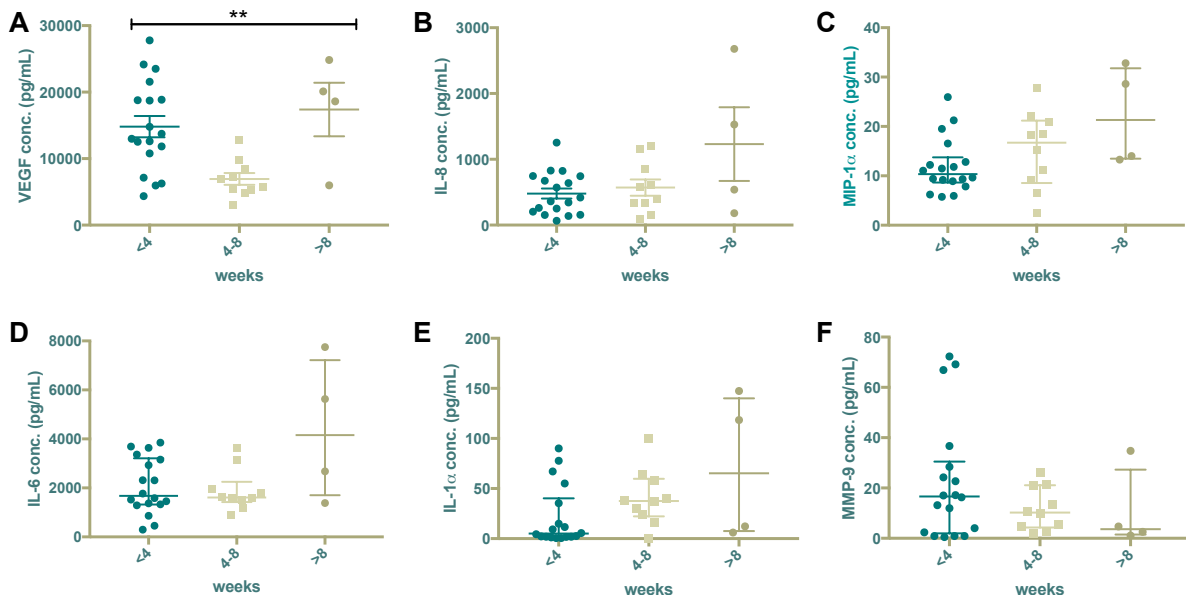 A
**
VEGF conc. (pg/mL)
30000
20000
10000
0
<4
4-8
>8
weeks
B
IL-8 conc. (pg/mL)
3000
2000
1000
0
<4
4-8
>8
weeks
C
MIP-1α conc. (pg/mL)
40
30
20
10
0
<4
4-8
>8
weeks
D
IL-6 conc. (pg/mL)
8000
6000
4000
2000
0
<4
4-8
>8
weeks
E
IL-1α conc. (pg/mL)
200
150
100
50
0
<4
4-8
>8
weeks
F
MMP-9 conc. (pg/mL)
80
60
40
20
0
<4
4-8
>8
weeks